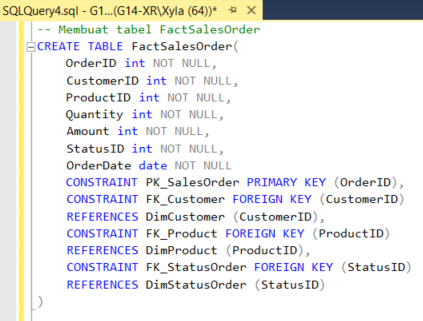 SQLQuery4.sql - G1...(G14-XR\Xyla (64))*
-- Membuat tabel FactSalesOrder
CREATE TABLE FactSalesOrder(
OrderID int NOT NULL,
CustomerID int NOT NULL,
ProductID int NOT NULL,
Quantity int NOT NULL,
Amount int NOT NULL,
StatusID int NOT NULL,
OrderDate date NOT NULL
CONSTRAINT PK_SalesOrder PRIMARY KEY (OrderID),
CONSTRAINT FK_Customer FOREIGN KEY (CustomerID)
REFERENCES DimCustomer (CustomerID),
CONSTRAINT FK_Product FOREIGN KEY (ProductID)
REFERENCES DimProduct (ProductID),
CONSTRAINT FK_StatusOrder FOREIGN KEY (StatusID)
REFERENCES DimStatusOrder (StatusID)
)